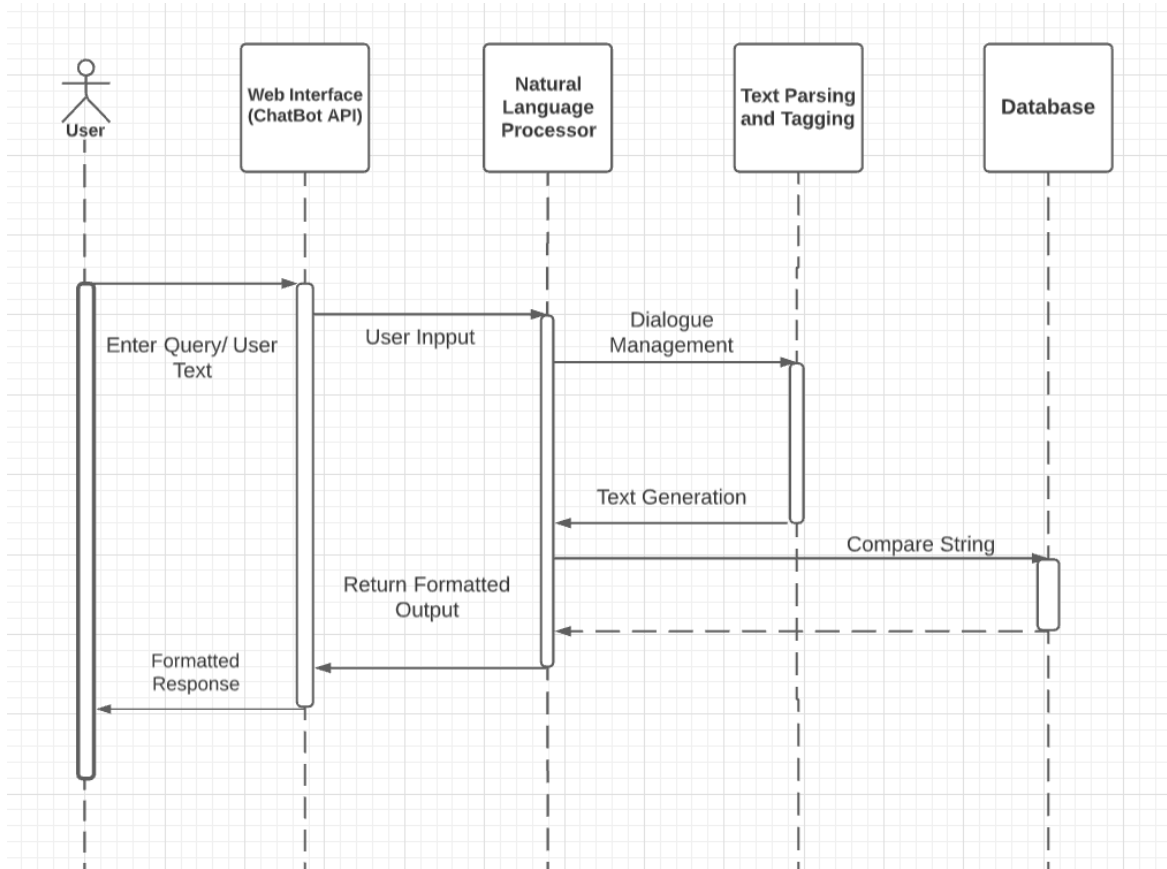 User
Web Interface
(ChatBot API)
Natural
Language
Processor
Text Parsing
and Tagging
Database
Enter Query/ User
Text
User Inpput
Dialogue
Management
Text Generation
Compare String
Return Formatted
Output
Formatted
Response